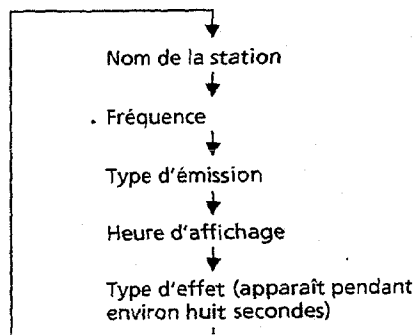 Nom de la station
Fréquence
Type d'émission
Heure d'affichage
Type d'effet (apparaît pendant
environ huit secondes)